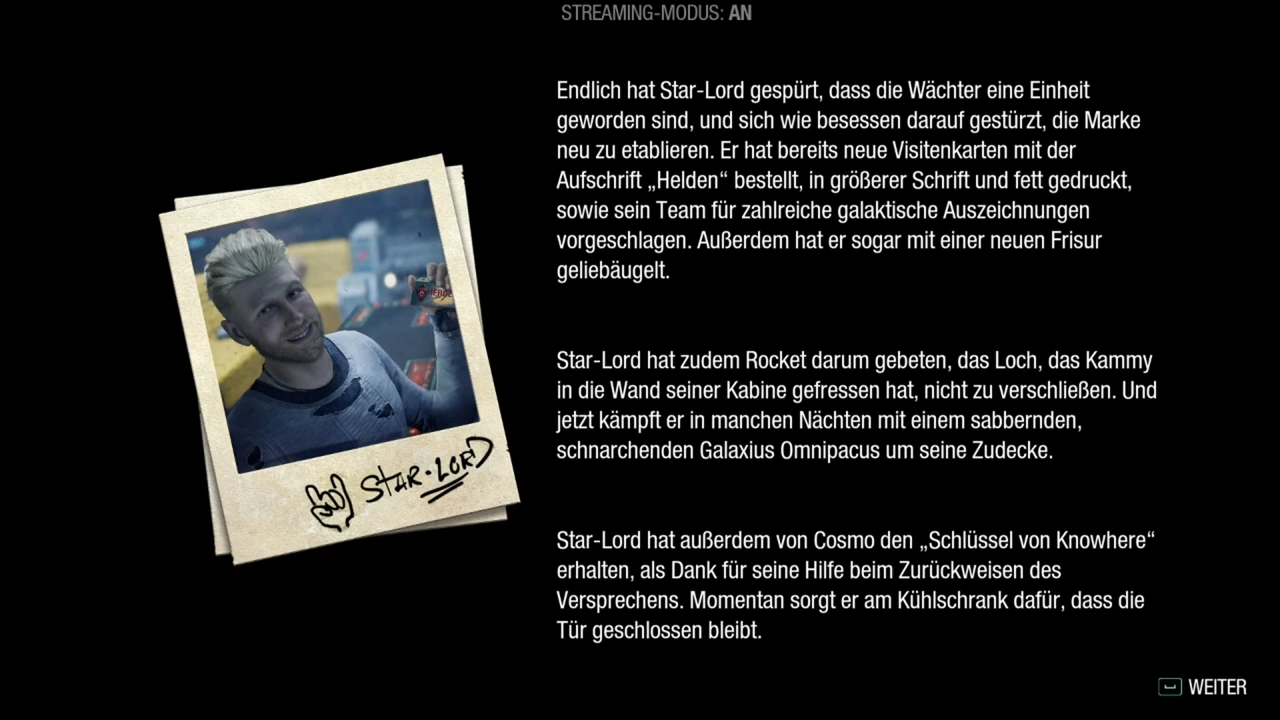 STREAMING-MODUS: AN
Endlich hat Star-Lord gespürt, dass die Wächter eine Einheit
geworden sind, und sich wie besessen darauf gestürzt, die Marke
neu zu etablieren. Er hat bereits neue Visitenkarten mit der
Aufschrift „Helden“ bestellt, in größerer Schrift und fett gedruckt,
sowie sein Team für zahlreiche galaktische Auszeichnungen
vorgeschlagen. Außerdem hat er sogar mit einer neuen Frisur
geliebäugelt.
Star-Lord hat zudem Rocket darum gebeten, das Loch, das Kammy
in die Wand seiner Kabine gefressen hat, nicht zu verschließen. Und
jetzt kämpft er in manchen Nächten mit einem sabbernden,
schnarchenden Galaxius Omnipacus um seine Zudecke.
Star-Lord hat außerdem von Cosmo den „Schlüssel von Knowhere“
erhalten, als Dank für seine Hilfe beim Zurückweisen des
Versprechens. Momentan sorgt er am Kühlschrank dafür, dass die
Tür geschlossen bleibt.
STAR-LORD
WEITER